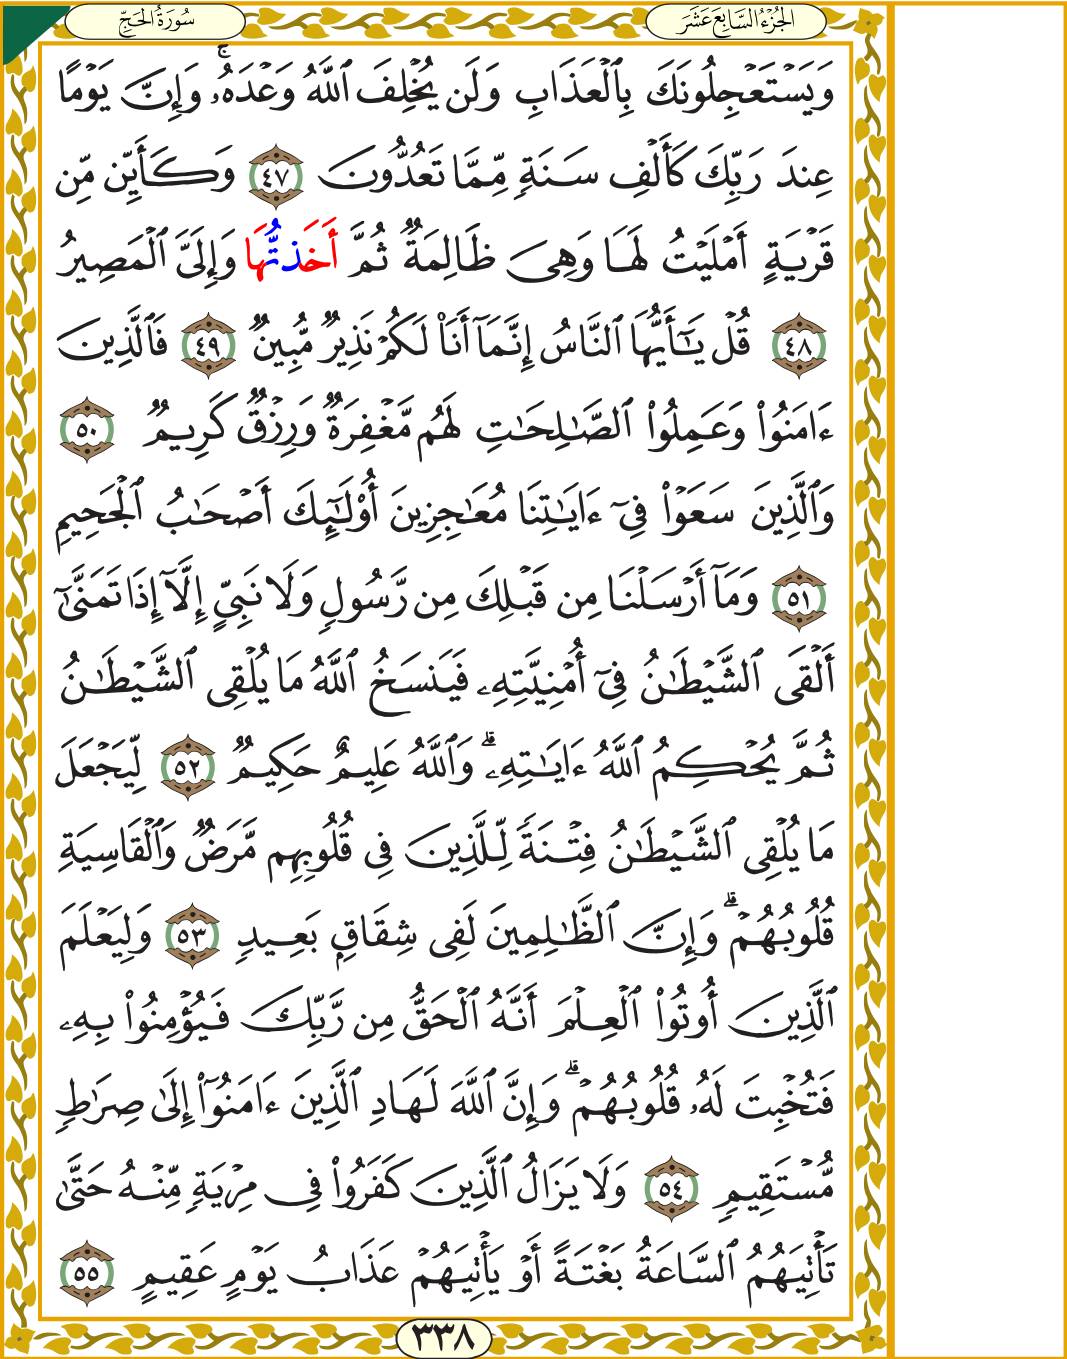 الجُزْءُ السَّابِعَ عَشَرَ
سُورَةُ الحَجِّ
وَيَسْتَعْجِلُونَكَ بِٱلْعَذَابِ وَلَن يُخْلِفَ ٱللَّهُ وَعْدَهُۥۚ وَإِنَّ يَوْمًا
عِندَ رَبِّكَ كَأَلْفِ سَنَةٍ مِّمَّا تَعُدُّونَ ٤٧ وَكَأَيِّن مِّن
قَرْيَةٍ أَمْلَيْتُ لَهَا وَهِىَ ظَالِمَةٌ ثُمَّ أَخَذتُّهَا وَإِلَىَّ ٱلْمَصِيرُ
٤٨ قُلْ يَـٰٓأَيُّهَا ٱلنَّاسُ إِنَّمَآ أَنَا۠ لَكُمْ نَذِيرٌ مُّبِينٌ ٤٩ فَٱلَّذِينَ
ءَامَنُوا۟ وَعَمِلُوا۟ ٱلصَّـٰلِحَـٰتِ لَهُم مَّغْفِرَةٌ وَرِزْقٌ كَرِيمٌ ٥٠
وَٱلَّذِينَ سَعَوْا۟ فِىٓ ءَايَـٰتِنَا مُعَـٰجِزِينَ أُو۟لَـٰٓئِكَ أَصْحَـٰبُ ٱلْجَحِيمِ
٥١ وَمَآ أَرْسَلْنَا مِن قَبْلِكَ مِن رَّسُولٍ وَلَا نَبِىٍّ إِلَّآ إِذَا تَمَنَّىٰٓ
أَلْقَى ٱلشَّيْطَـٰنُ فِىٓ أُمْنِيَّتِهِۦ فَيَنسَخُ ٱللَّهُ مَا يُلْقِى ٱلشَّيْطَـٰنُ
ثُمَّ يُحْكِمُ ٱللَّهُ ءَايَـٰتِهِۦۗ وَٱللَّهُ عَلِيمٌ حَكِيمٌ ٥٢ لِّيَجْعَلَ
مَا يُلْقِى ٱلشَّيْطَـٰنُ فِتْنَةً لِّلَّذِينَ فِى قُلُوبِهِم مَّرَضٌ وَٱلْقَاسِيَةِ
قُلُوبُهُمْۗ وَإِنَّ ٱلظَّـٰلِمِينَ لَفِى شِقَاقٍۭ بَعِيدٍ ٥٣ وَلِيَعْلَمَ
ٱلَّذِينَ أُوتُوا۟ ٱلْعِلْمَ أَنَّهُ ٱلْحَقُّ مِن رَّبِّكَ فَيُؤْمِنُوا۟ بِهِۦ
فَتُخْبِتَ لَهُۥ قُلُوبُهُمْۗ وَإِنَّ ٱللَّهَ لَهَادِ ٱلَّذِينَ ءَامَنُوٓا۟ إِلَىٰ صِرَٰطٍ
مُّسْتَقِيمٍ ٥٤ وَلَا يَزَالُ ٱلَّذِينَ كَفَرُوا۟ فِى مِرْيَةٍ مِّنْهُ حَتَّىٰ
تَأْتِيَهُمُ ٱلسَّاعَةُ بَغْتَةً أَوْ يَأْتِيَهُمْ عَذَابُ يَوْمٍ عَقِيمٍ ٥٥
٣٣٨